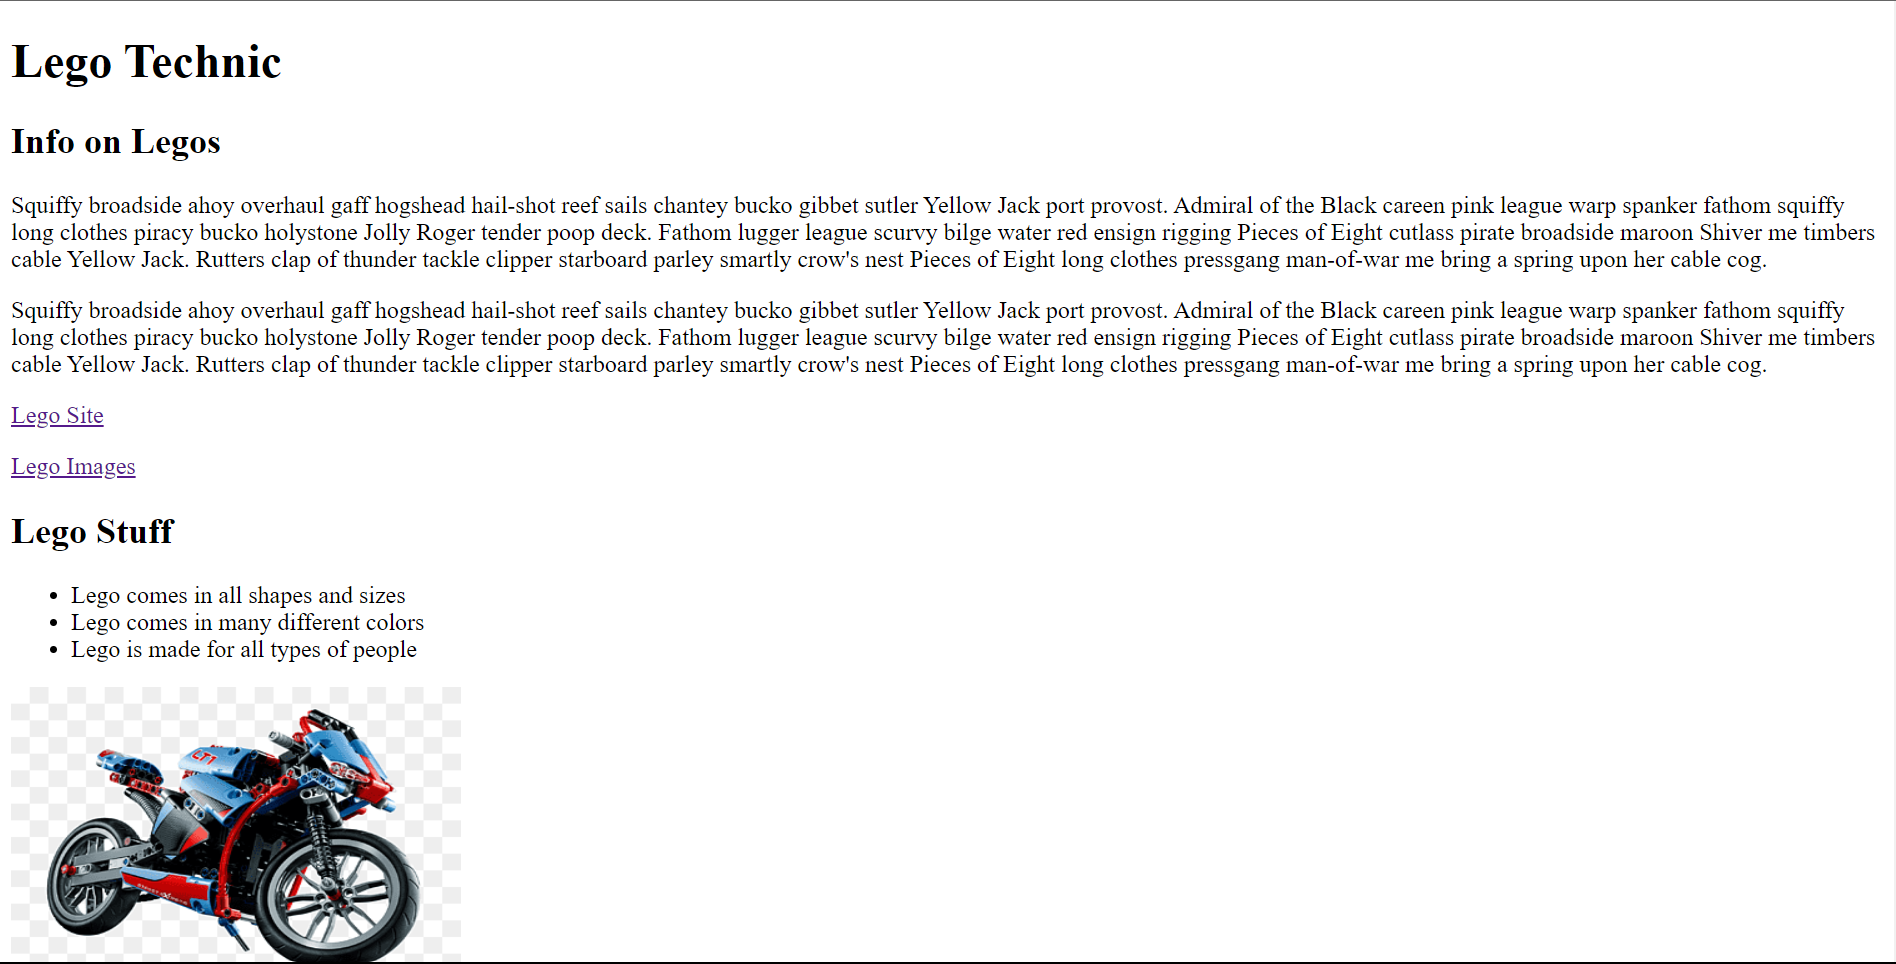 Lego Technic
Info on Legos
Squiffy broadside ahoy overhaul gaff hogshead hail-shot reef sails chantey bucko gibbet sutler Yellow Jack port provost. Admiral of the Black careen pink league warp spanker fathom squiffy
long clothes piracy bucko holystone Jolly Roger tender poop deck. Fathom lugger league scurvy bilge water red ensign rigging Pieces of Eight cutlass pirate broadside maroon Shiver me timbers
cable Yellow Jack. Rutters clap of thunder tackle clipper starboard parley smartly crow's nest Pieces of Eight long clothes pressgang man-of-war me bring a spring upon her cable cog.
Squiffy broadside ahoy overhaul gaff hogshead hail-shot reef sails chantey bucko gibbet sutler Yellow Jack port provost. Admiral of the Black careen pink league warp spanker fathom squiffy
long clothes piracy bucko holystone Jolly Roger tender poop deck. Fathom lugger league scurvy bilge water red ensign rigging Pieces of Eight cutlass pirate broadside maroon Shiver me timbers
cable Yellow Jack. Rutters clap of thunder tackle clipper starboard parley smartly crow's nest Pieces of Eight long clothes pressgang man-of-war me bring a spring upon her cable cog.
Lego Site
Lego Images
Lego Stuff
• Lego comes in all shapes and sizes
• Lego comes in many different colors
• Lego is made for all types of people